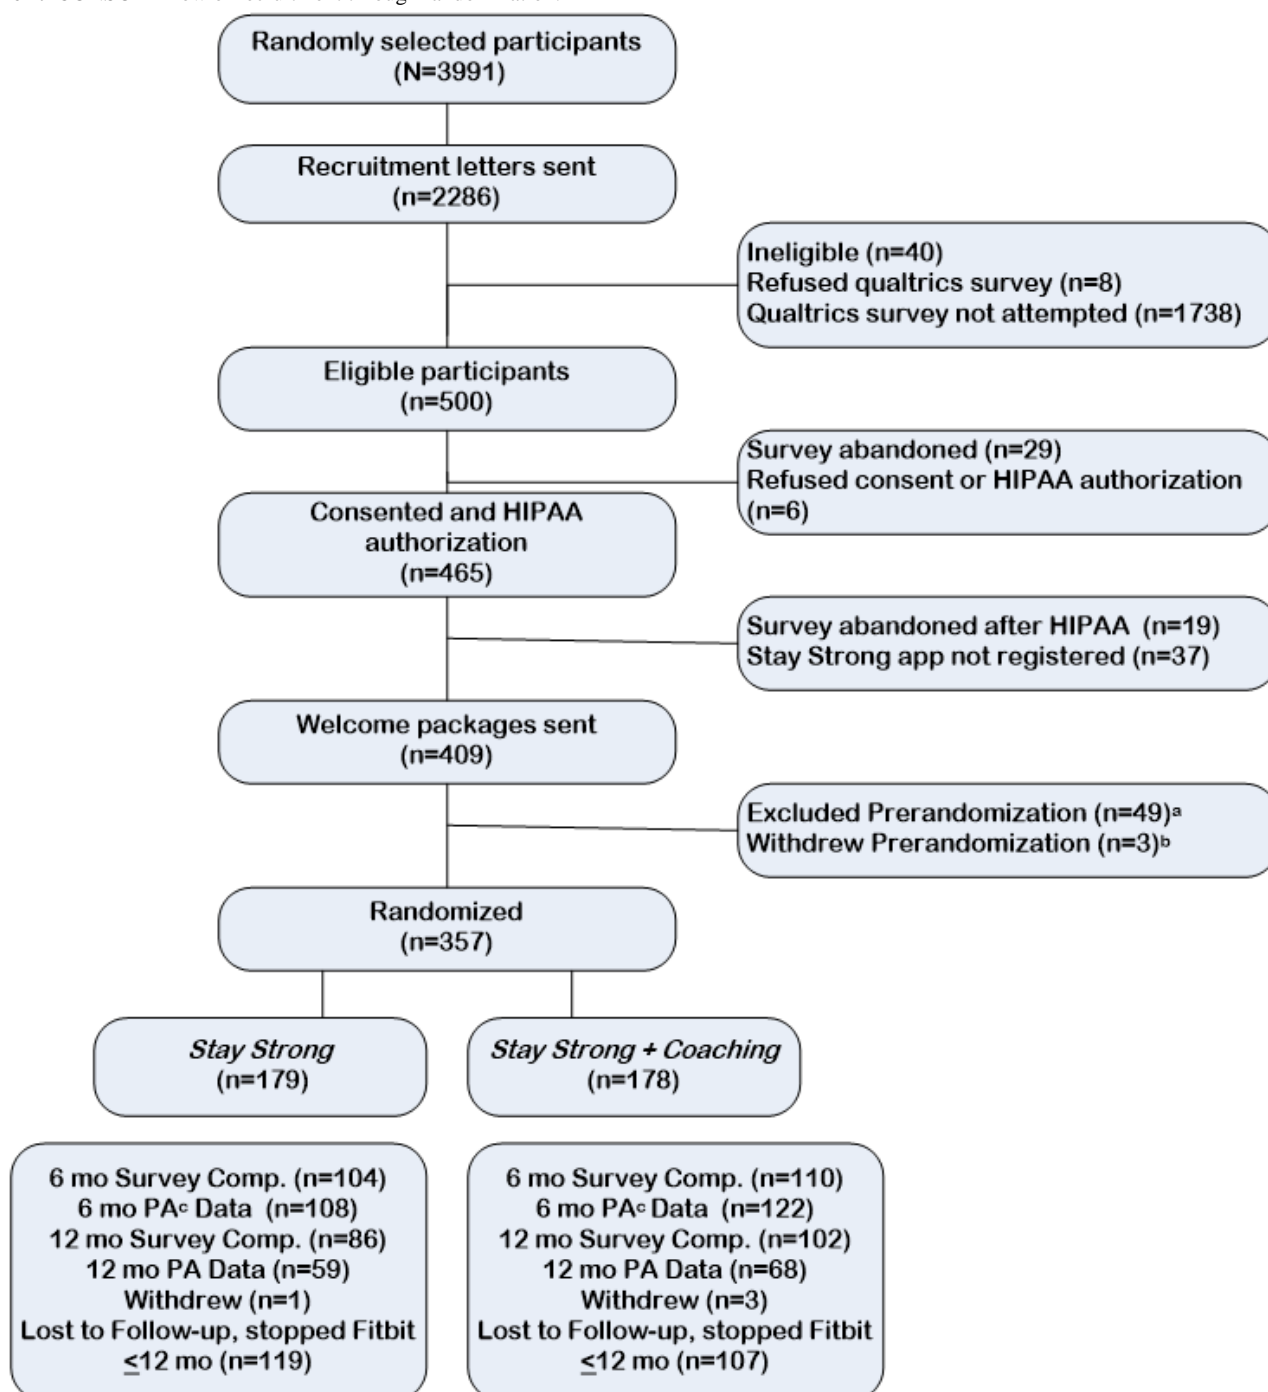 Randomly selected participants
(N=3991)
Recruitment letters sent
(n=2286)
Ineligible (n=40)
Refused qualtrics survey (n=8)
Qualtrics survey not attempted (n=1738)
Eligible participants
(n=500)
Survey abandoned (n=29)
Refused consent or HIPAA authorization
(n=6)
Consented and HIPAA
authorization
(n=465)
Survey abandoned after HIPAA (n=19)
Stay Strong app not registered (n=37)
Welcome packages sent
(n=409)
Excluded Prerandomization (n=49)ᵃ
Withdrew Prerandomization (n=3)ᵇ
Randomized
(n=357)
Stay Strong
(n=179)
Stay Strong + Coaching
(n=178)
6 mo Survey Comp. (n=104)
6 mo PAᶜ Data (n=108)
12 mo Survey Comp. (n=86)
12 mo PA Data (n=59)
Withdrew (n=1)
Lost to Follow-up, stopped Fitbit
≤12 mo (n=119)
6 mo Survey Comp. (n=110)
6 mo PAᶜ Data (n=122)
12 mo Survey Comp. (n=102)
12 mo PA Data (n=68)
Withdrew (n=3)
Lost to Follow-up, stopped Fitbit
≤12 mo (n=107)